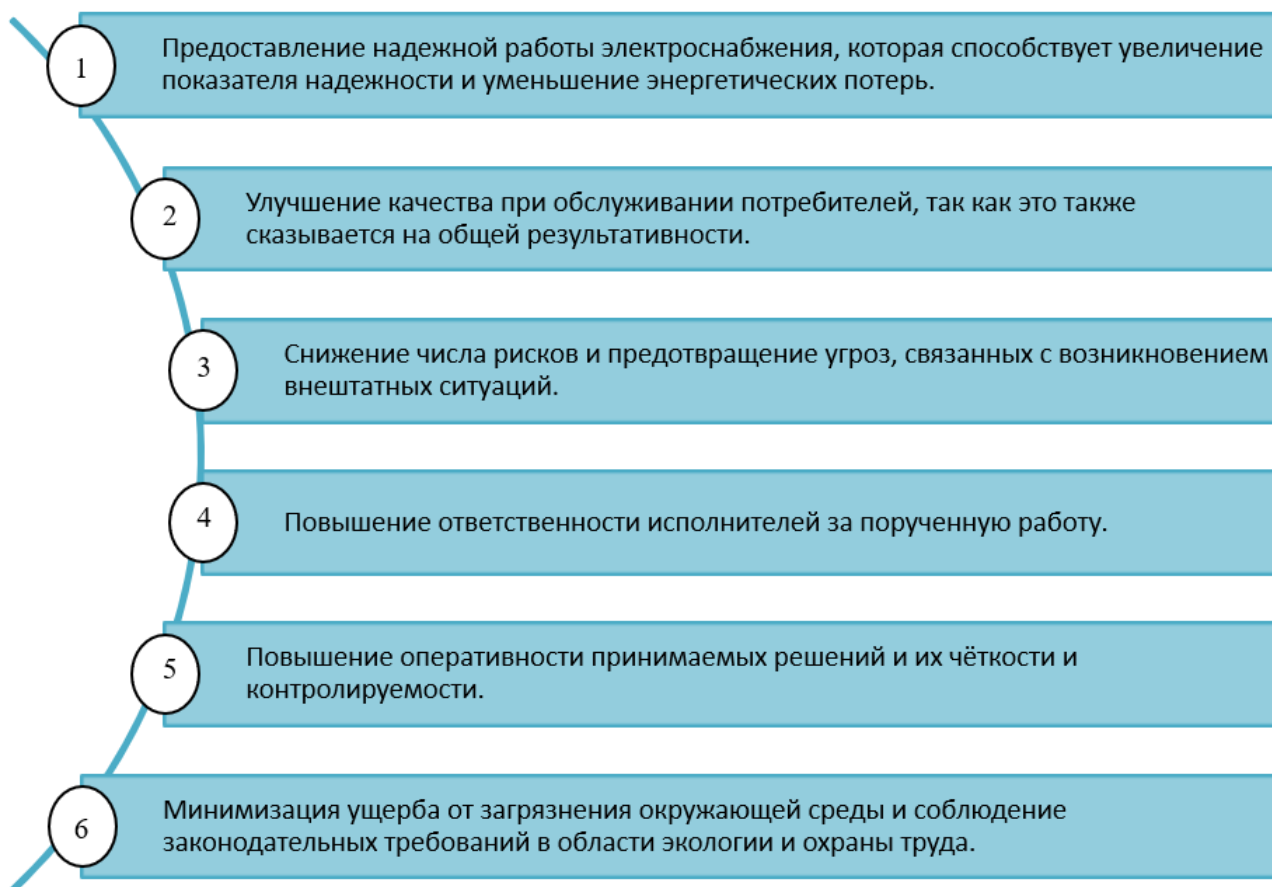 1
Предоставление надежной работы электроснабжения, которая способствует увеличение
показателя надежности и уменьшение энергетических потерь.
2
Улучшение качества при обслуживании потребителей, так как это также
сказывается на общей результативности.
3
Снижение числа рисков и предотвращение угроз, связанных с возникновением
внештатных ситуаций.
4
Повышение ответственности исполнителей за порученную работу.
5
Повышение оперативности принимаемых решений и их чёткости и
контролируемости.
6
Минимизация ущерба от загрязнения окружающей среды и соблюдение
законодательных требований в области экологии и охраны труда.